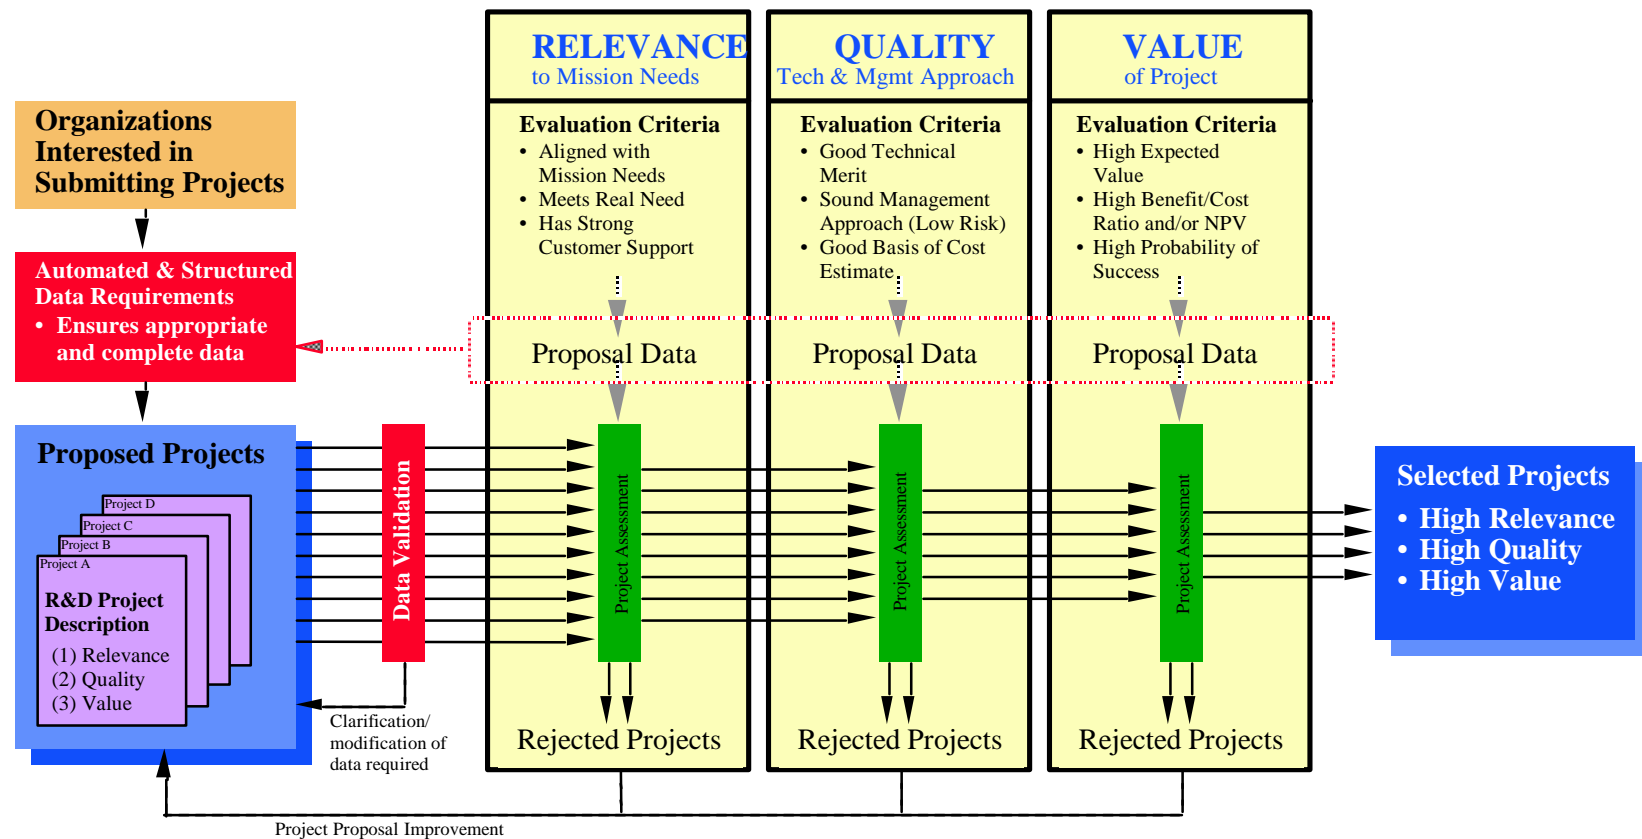 Organizations
Interested in
Submitting Projects
Automated & Structured
Data Requirements
• Ensures appropriate
and complete data
Proposed Projects
Project D
Project C
Project B
Project A
R&D Project
Description
(1) Relevance
(2) Quality
(3) Value
Data Validation
Clarification/
modification of
data required
RELEVANCE
to Mission Needs
Evaluation Criteria
• Aligned with
Mission Needs
• Meets Real Need
• Has Strong
Customer Support
Proposal Data
Project Assessment
Rejected Projects
QUALITY
Tech & Mgmt Approach
Evaluation Criteria
• Good Technical
Merit
• Sound Management
Approach (Low Risk)
• Good Basis of Cost
Estimate
Proposal Data
Project Assessment
Rejected Projects
VALUE
of Project
Evaluation Criteria
• High Expected
Value
• High Benefit/Cost
Ratio and/or NPV
• High Probability of
Success
Proposal Data
Project Assessment
Rejected Projects
Selected Projects
• High Relevance
• High Quality
• High Value
Project Proposal Improvement